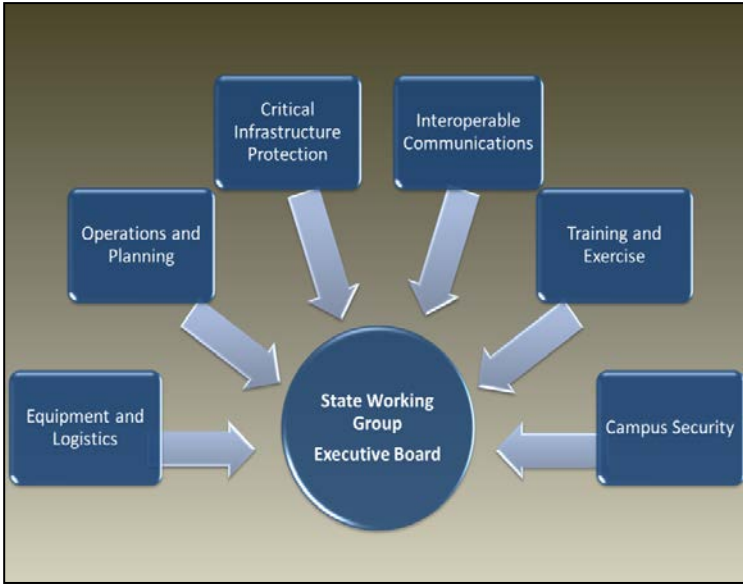 Critical
Infrastructure
Protection
Interoperable
Communications
Operations and
Planning
Training and
Exercise
Equipment and
Logistics
State Working
Group
Executive Board
Campus Security